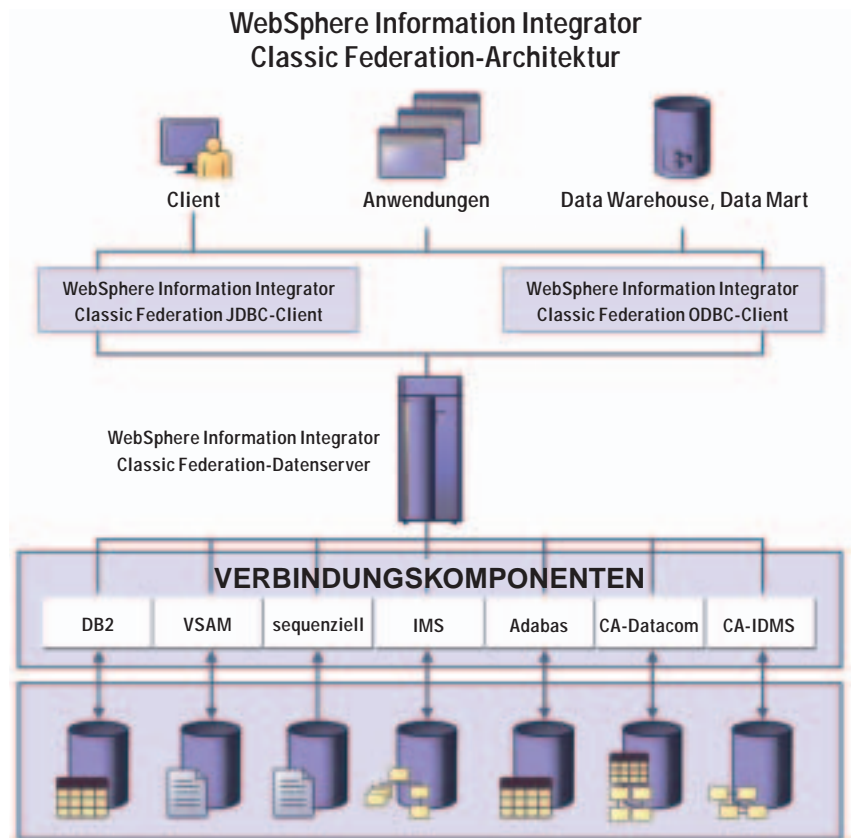 WebSphere Information Integrator
Classic Federation-Architektur
Client
Anwendungen
Data Warehouse, Data Mart
WebSphere Information Integrator
Classic Federation JDBC-Client
WebSphere Information Integrator
Classic Federation ODBC-Client
WebSphere Information Integrator
Classic Federation-Datenserver
VERBINDUNGSKOMPONENTEN
DB2
VSAM
sequenziell
IMS
Adabas
CA-Datacom
CA-IDMS